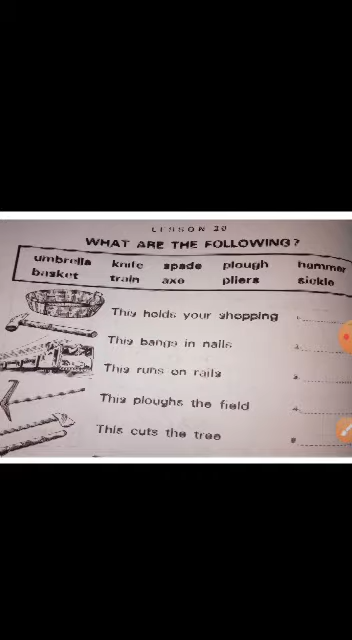 LESSON 20
WHAT ARE THE FOLLOWING?
umbrella knife spade plough hammer
basket train axe pliers sickle
This holds your shopping 1.
This bangs in nails 2.
This runs on rails 3.
This ploughs the field 4.
This cuts the tree 5.